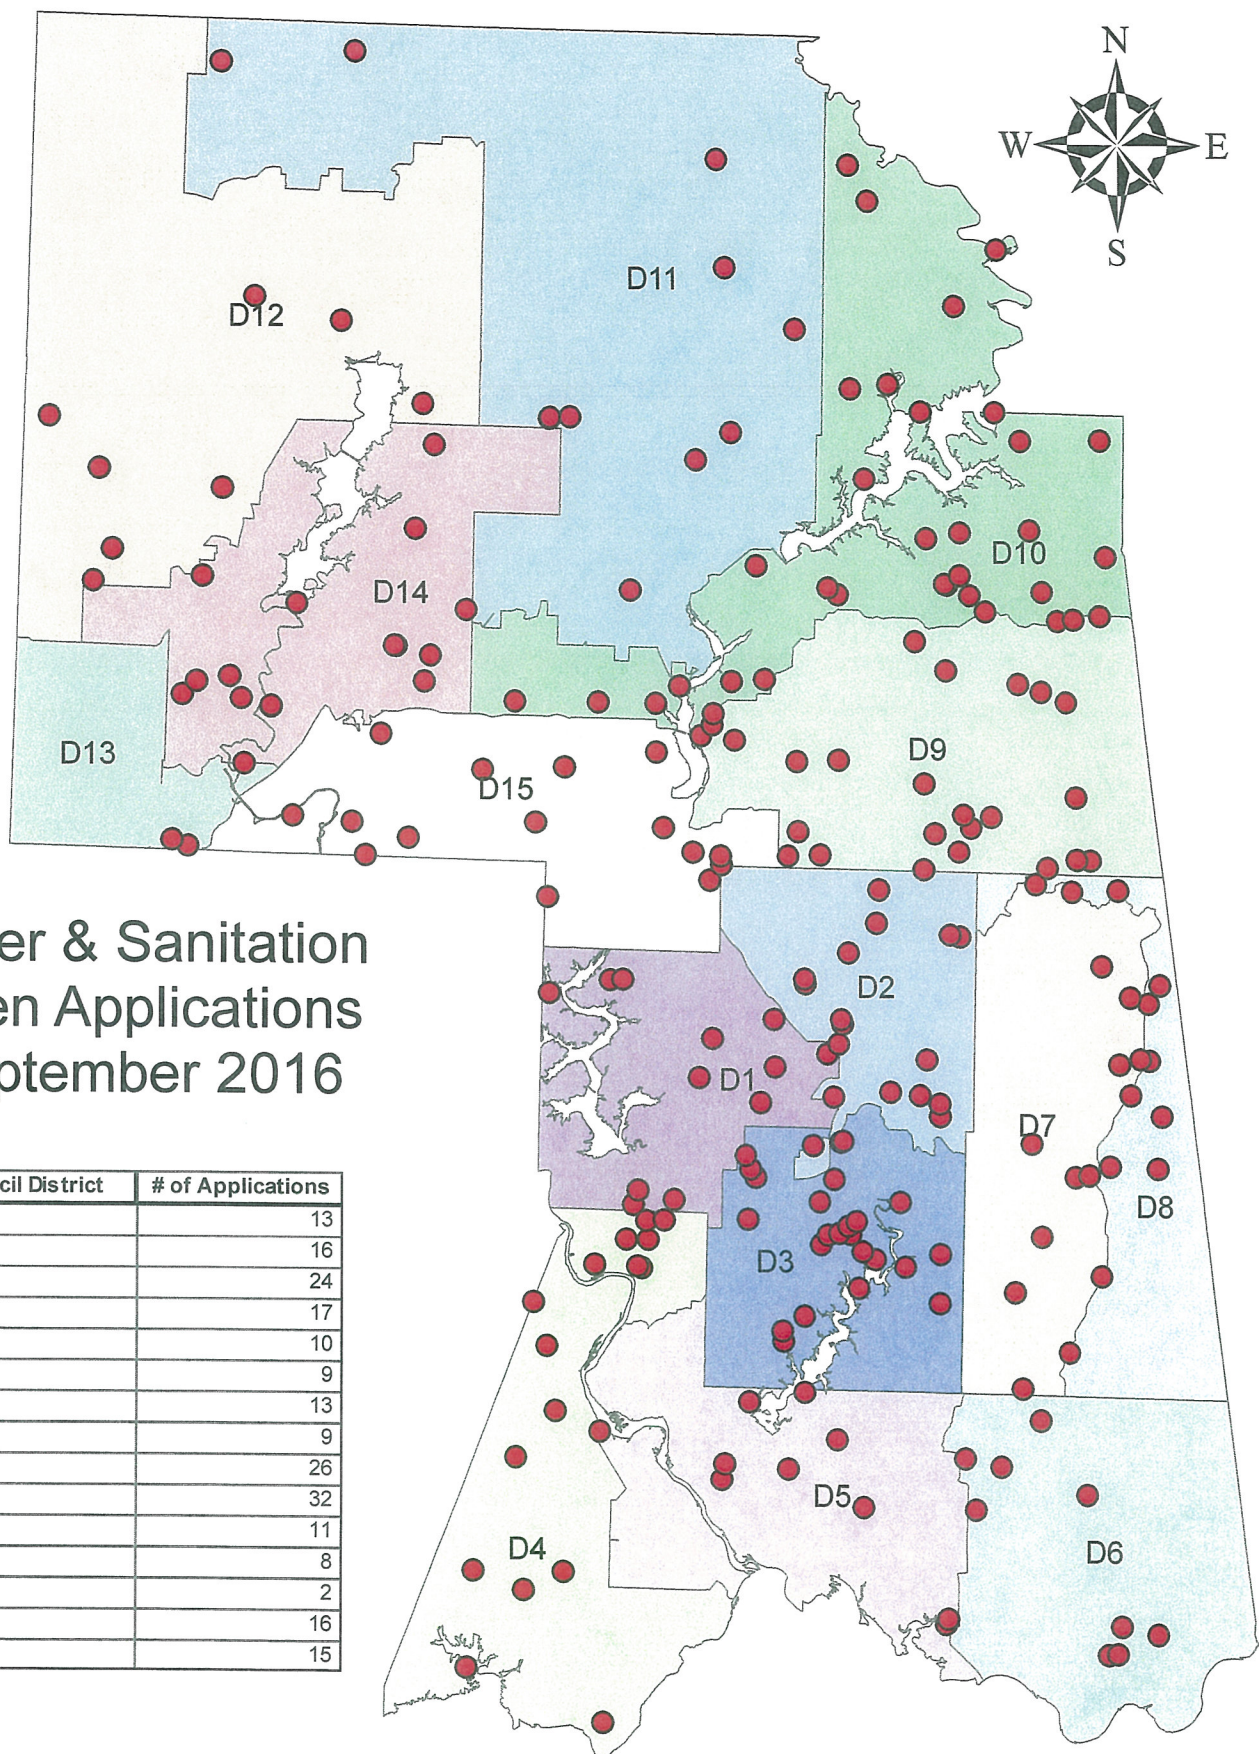 N
W E
S
D11
D12
D10
D14
D13
D9
D15
er & Sanitation
en Applications
ptember 2016
D2
D1
D7
cil District # of Applications
13
16
24
17
10
9
13
9
26
32
11
8
2
16
15
D8
D3
D5
D4
D6